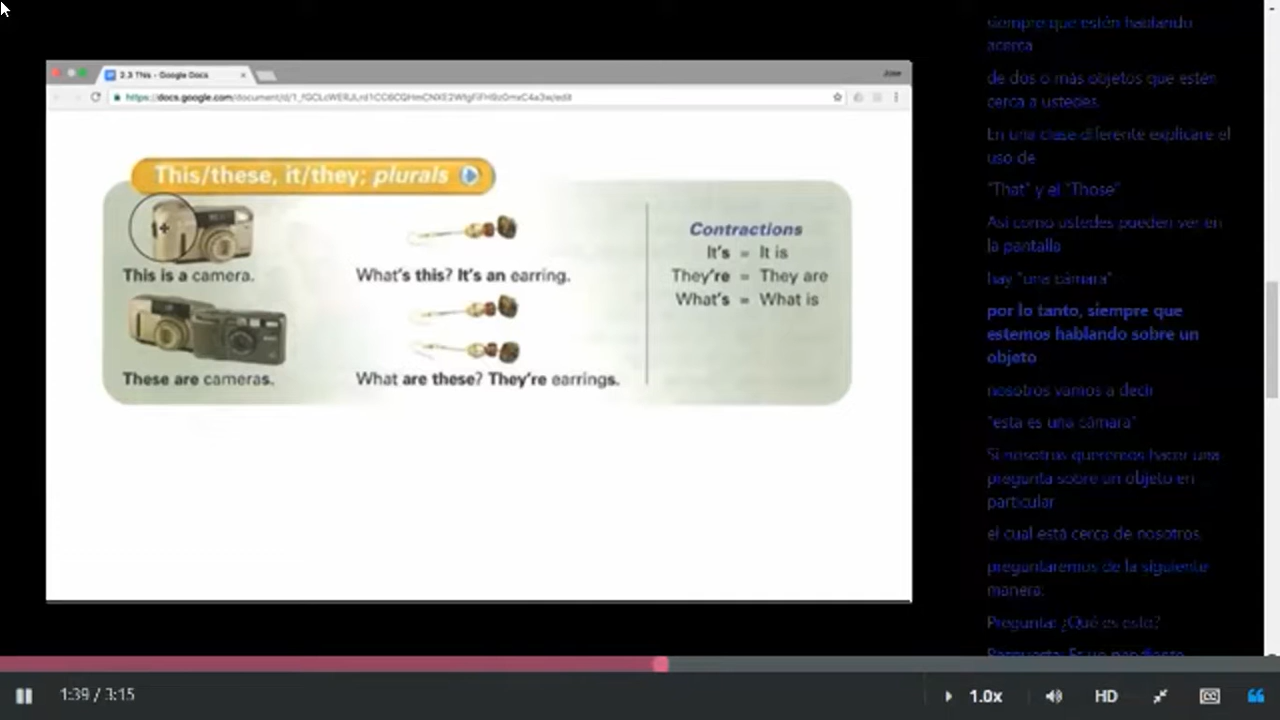 2.3 This - Google Docs
This/these, it/they; plurals
This is a camera.
What's this? It's an earring.
These are cameras.
What are these? They're earrings.
Contractions
It's = It is
They're = They are
What's = What is
siempre que estén hablando
acerca
de dos o más objetos que estén
cerca a ustedes.
En una clase diferente explicare el
uso de
"That" y el "Those"
Así como ustedes pueden ver en
la pantalla
hay "una cámara"
por lo tanto, siempre que
estemos hablando sobre un
objeto
nosotros vamos a decir
"esta es una cámara"
Si nosotros queremos hacer una
pregunta sobre un objeto en
particular
el cual está cerca de nosotros
preguntaremos de la siguiente
manera:
Pregunta: ¿Qué es esto?
1:39 / 3:15
1.0x
HD
CC